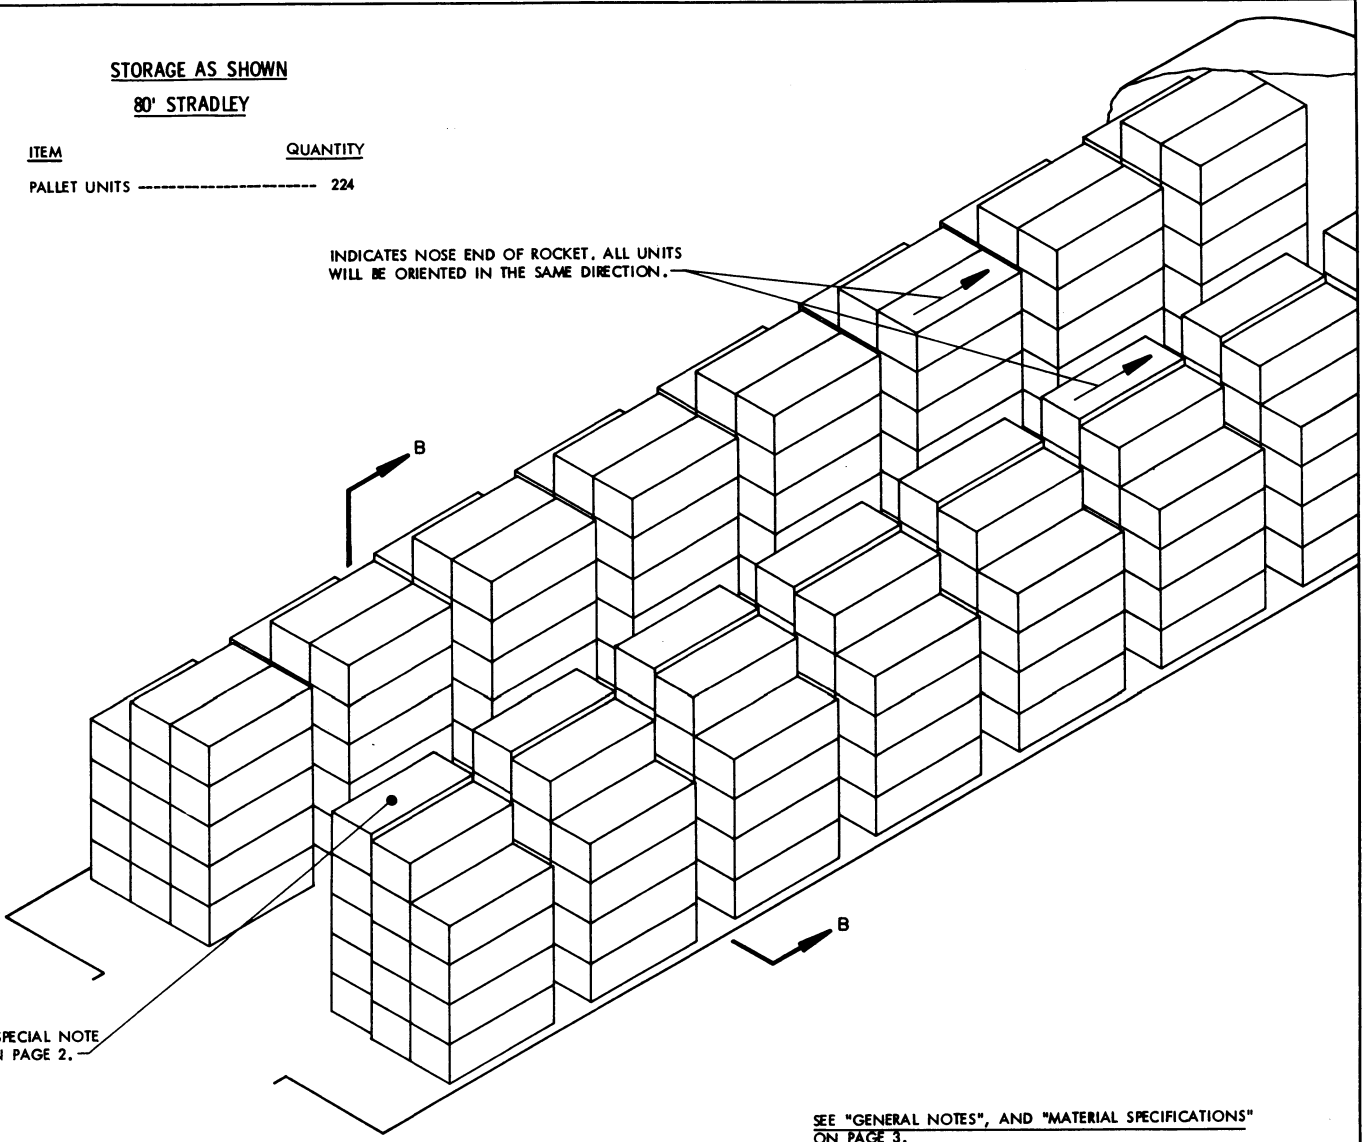 STORAGE AS SHOWN
80' STRADLEY
ITEM QUANTITY
PALLET UNITS ----------------------- 224
INDICATES NOSE END OF ROCKET. ALL UNITS
WILL BE ORIENTED IN THE SAME DIRECTION.
B
B
SPECIAL NOTE
PAGE 2.
SEE "GENERAL NOTES", AND "MATERIAL SPECIFICATIONS"
ON PAGE 3.